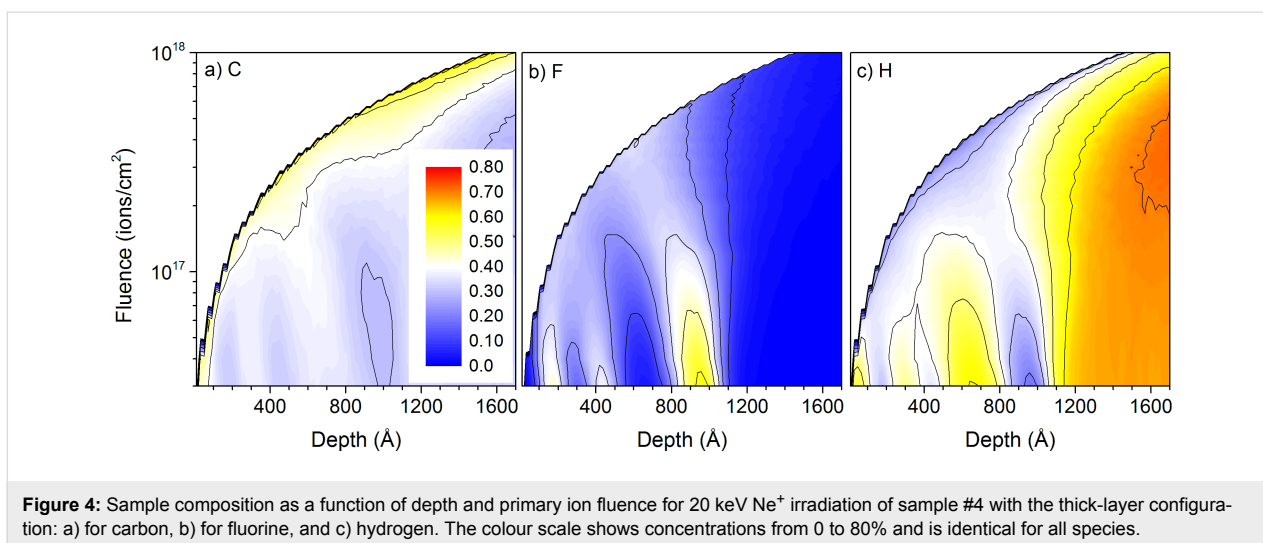 10^18
10^17
Fluence (ions/cm^2)
a) C
b) F
c) H
0.80
0.70
0.60
0.50
0.40
0.30
0.20
0.10
0.0
400 800 1200 1600
400 800 1200 1600
400 800 1200 1600
Depth (Å)
Depth (Å)
Depth (Å)
Figure 4: Sample composition as a function of depth and primary ion fluence for 20 keV Ne+ irradiation of sample #4 with the thick-layer configura-
tion: a) for carbon, b) for fluorine, and c) hydrogen. The colour scale shows concentrations from 0 to 80% and is identical for all species.